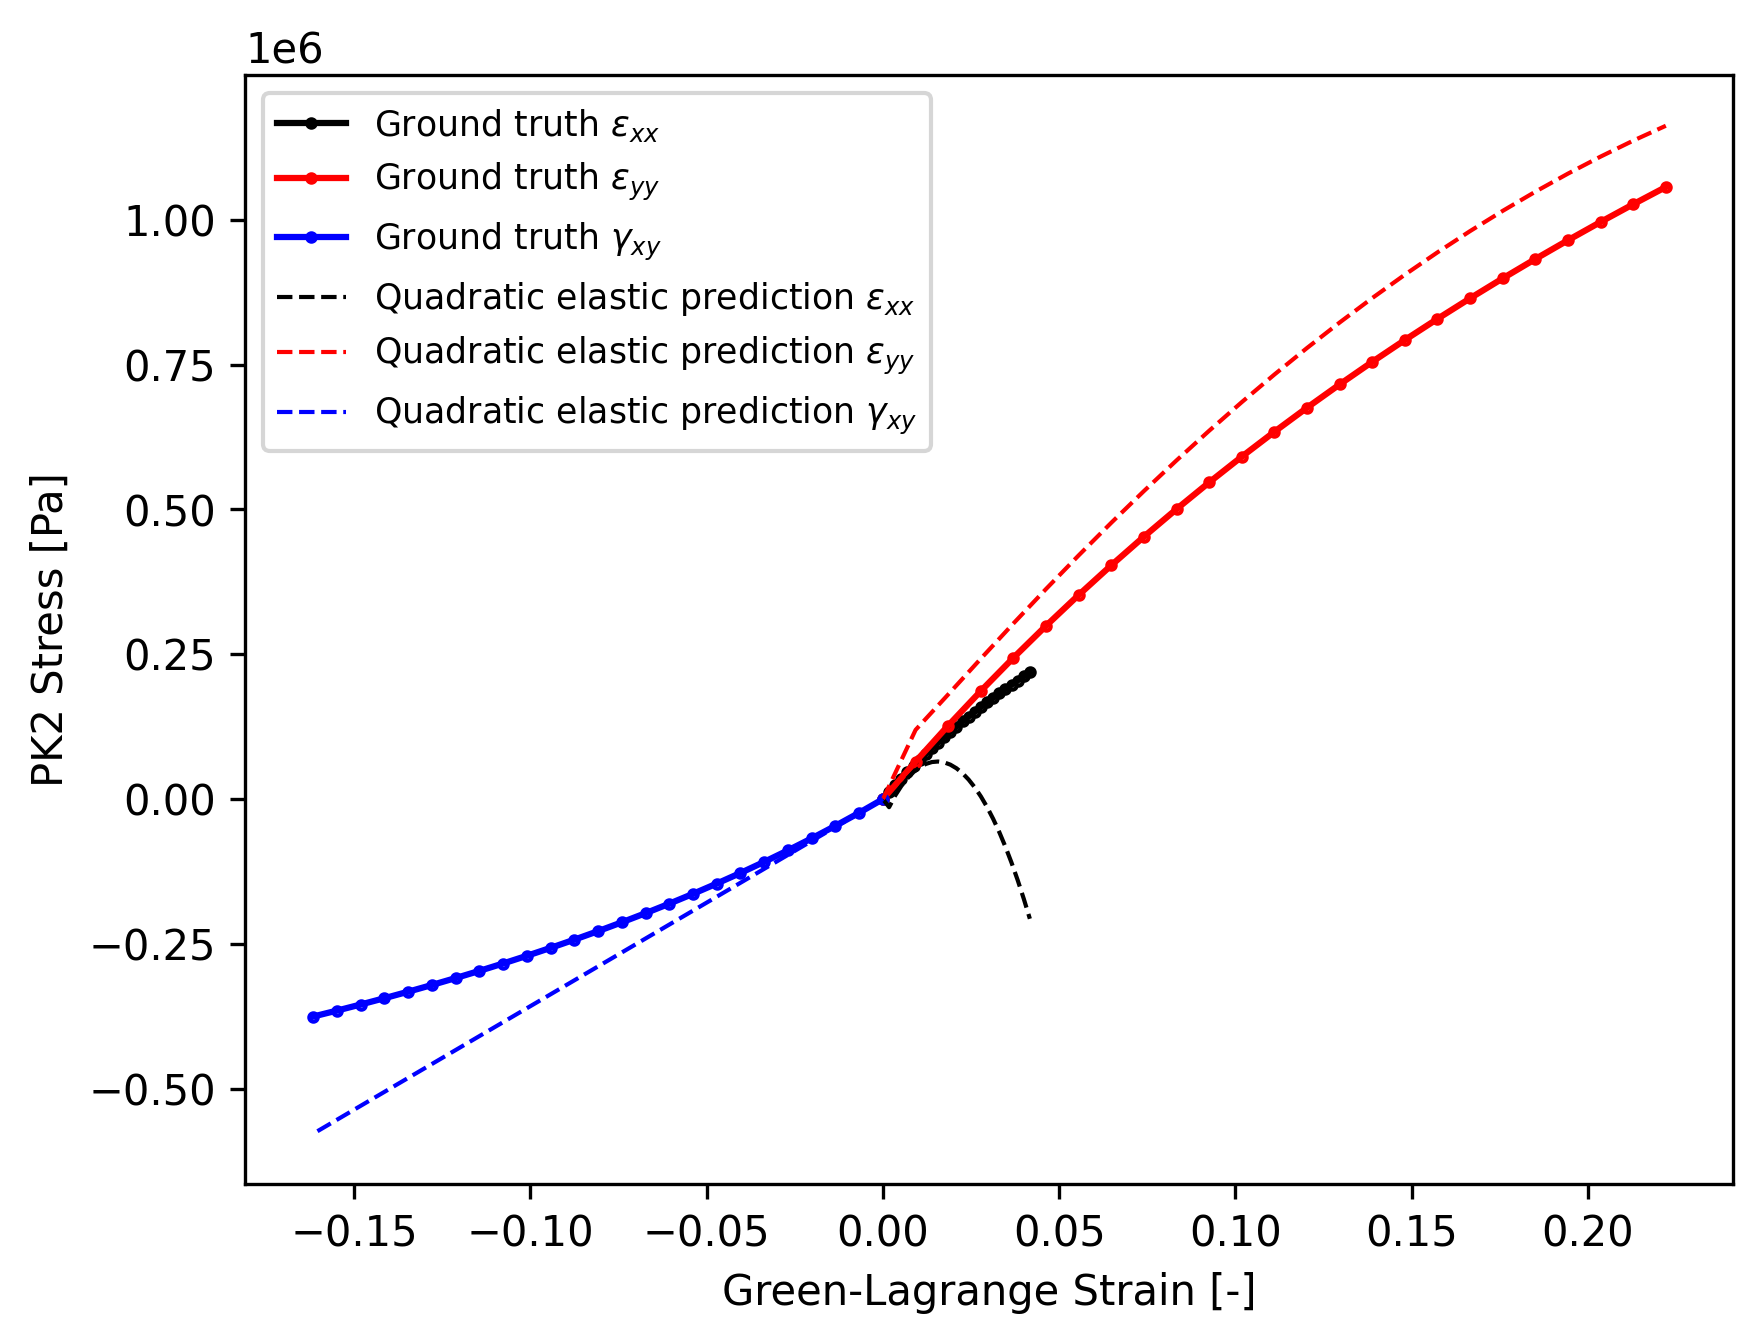 1e6
Ground truth εxx
Ground truth εyy
Ground truth γxy
Quadratic elastic prediction εxx
Quadratic elastic prediction εyy
Quadratic elastic prediction γxy
1.00
0.75
0.50
0.25
0.00
−0.25
−0.50
PK2 Stress [Pa]
−0.15 −0.10 −0.05 0.00 0.05 0.10 0.15 0.20
Green-Lagrange Strain [-]